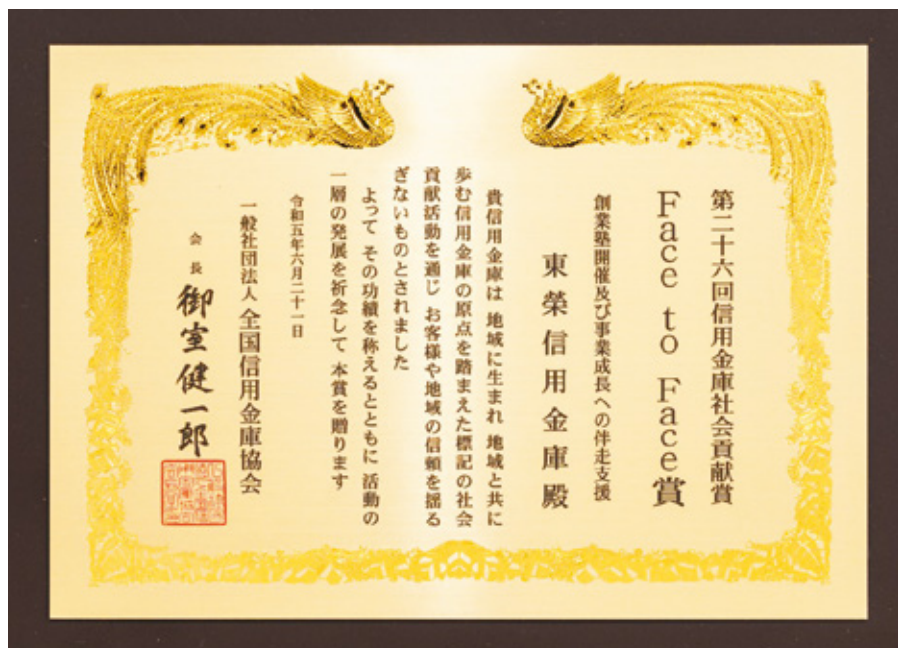 第二十六回信用金庫社会貢献賞
Face to Face賞
創業塾開催及び事業成長への伴走支援
東榮信用金庫殿
貴信用金庫は 地域に生まれ 地域と共に
歩む信用金庫の原点を踏まえた標記の社会
貢献活動を通じ お客様や地域の信頼を揺る
ぎないものとされました
よって その功績を称えるとともに 活動の
一層の発展を祈念して 本賞を贈ります
令和五年六月二十一日
一般社団法人 全国信用金庫協会
会長 御室健一郎